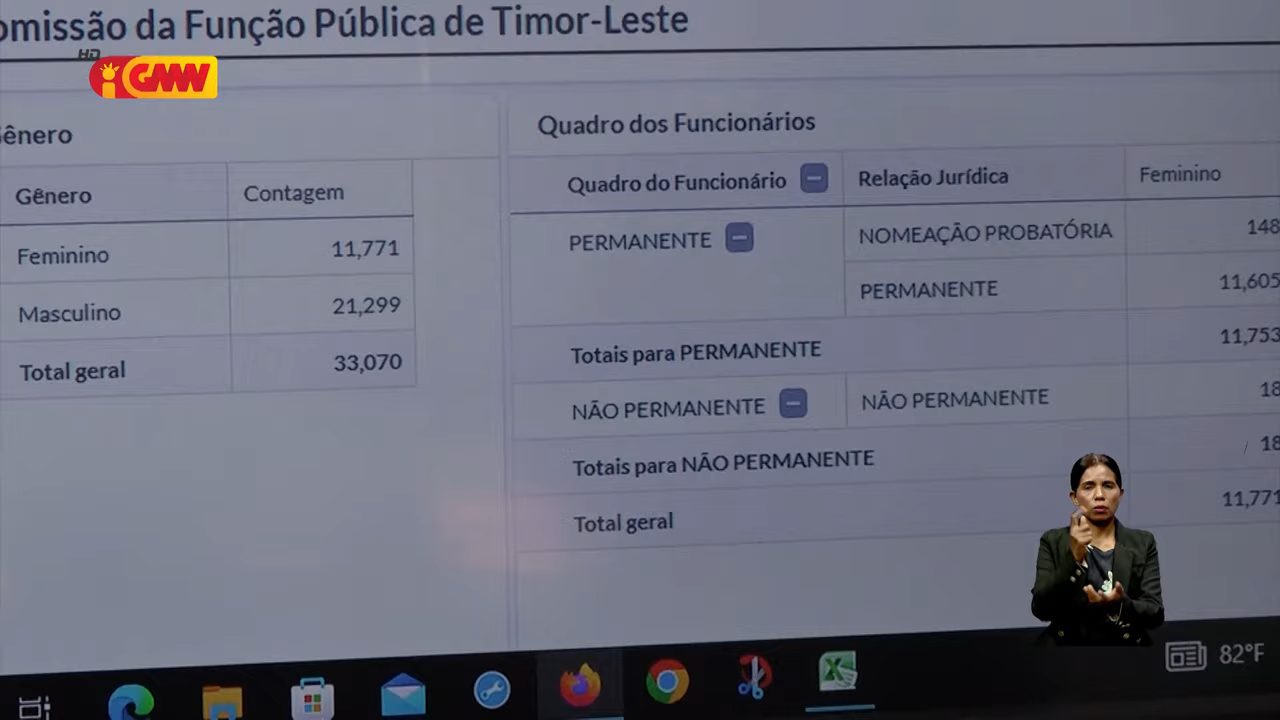 omissão da Função Pública de Timor-Leste
HD
GMN
ênero
Gênero Contagem
Feminino 11,771
Masculino 21,299
Total geral 33,070
Quadro dos Funcionários
Quadro do Funcionário Relação Jurídica Feminino
PERMANENTE NOMEAÇÃO PROBATÓRIA 148
PERMANENTE 11,605
Totais para PERMANENTE 11,753
NÃO PERMANENTE NÃO PERMANENTE 18
Totais para NÃO PERMANENTE 18
Total geral 11,771
82°F